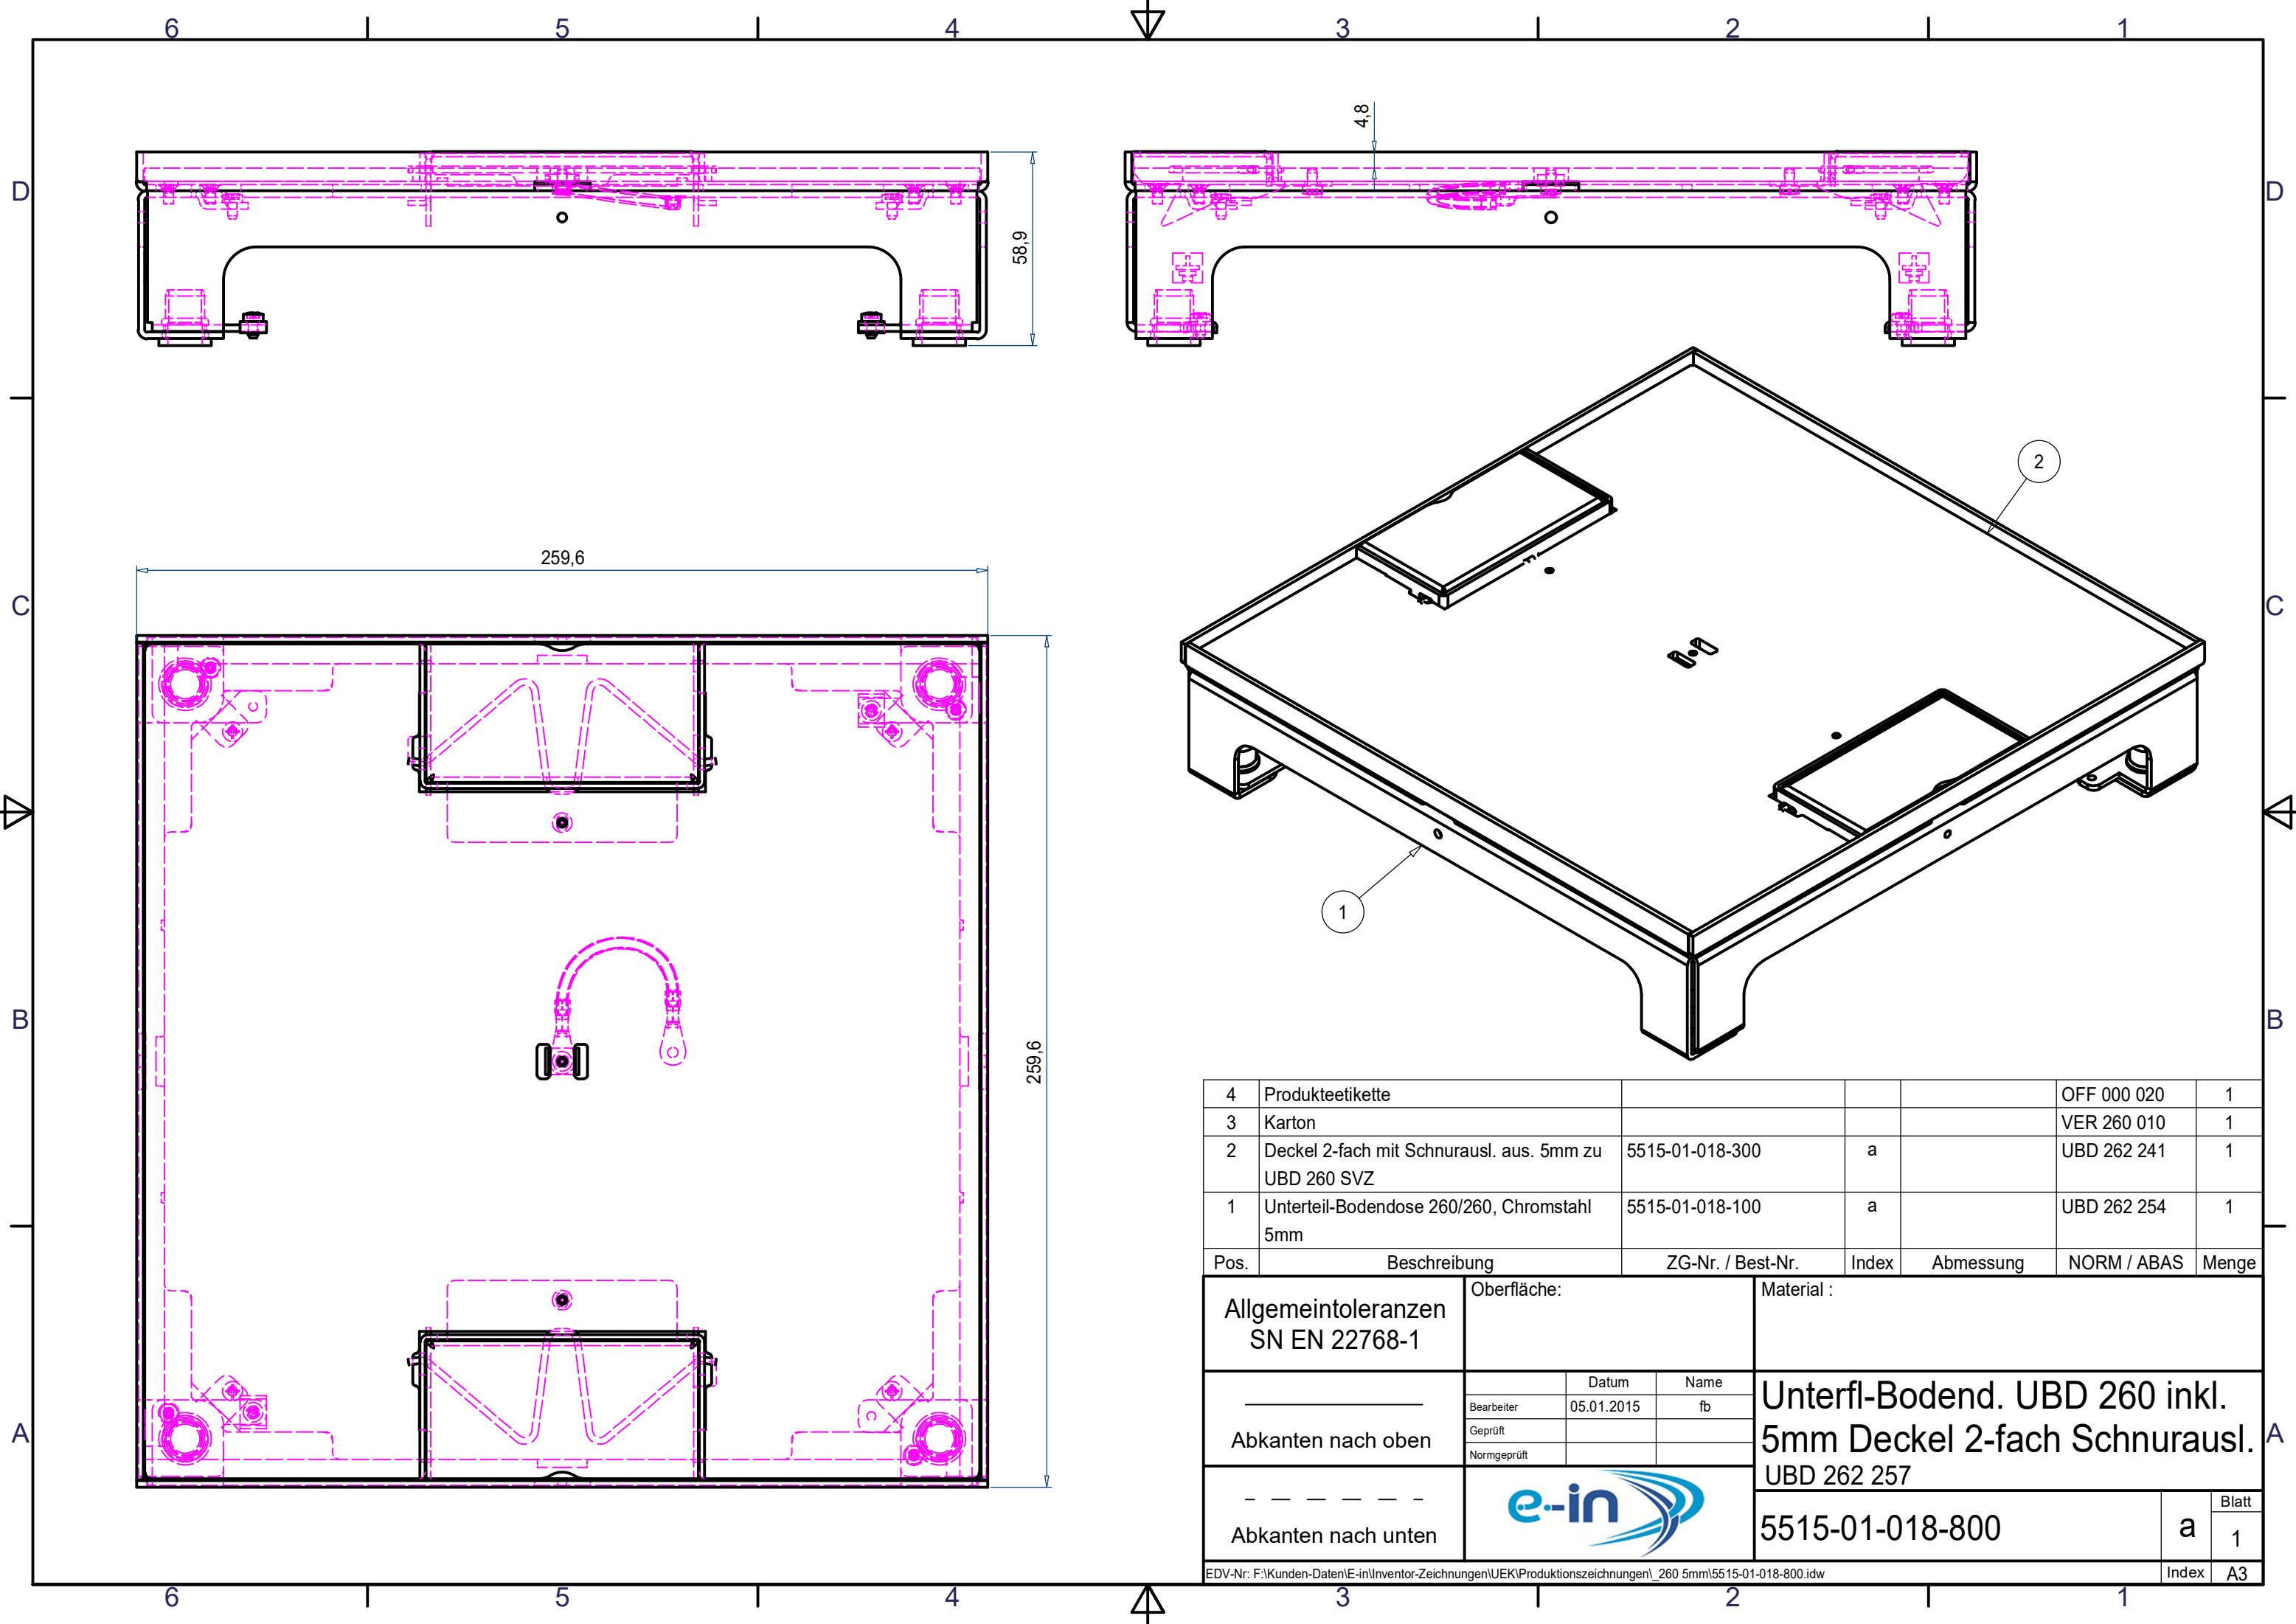 6 5 4 3 2 1
D D
C C
B B
A A
4,8
58,9
259,6
259,6
2
1
4 Produkteetikette OFF 000 020 1
3 Karton VER 260 010 1
2 Deckel 2-fach mit Schnurausl. aus. 5mm zu 5515-01-018-300 a UBD 262 241 1
UBD 260 SVZ
1 Unterteil-Bodendose 260/260, Chromstahl 5515-01-018-100 a UBD 262 254 1
5mm
Pos. Beschreibung ZG-Nr. / Best-Nr. Index Abmessung NORM / ABAS Menge
Allgemeintoleranzen
SN EN 22768-1
Oberfläche:
Material :
Abkanten nach oben
Abkanten nach unten
Datum Name
Bearbeiter 05.01.2015 fb
Geprüft
Normgeprüft
e-in
Unterfl-Bodend. UBD 260 inkl.
5mm Deckel 2-fach Schnurausl.
UBD 262 257
5515-01-018-800
a
Blatt
1
EDV-Nr: F:\Kunden-Daten\E-in\Inventor-Zeichnungen\UEK\Produktionszeichnungen\_260 5mm\5515-01-018-800.idw
Index A3
6 5 4 3 2 1